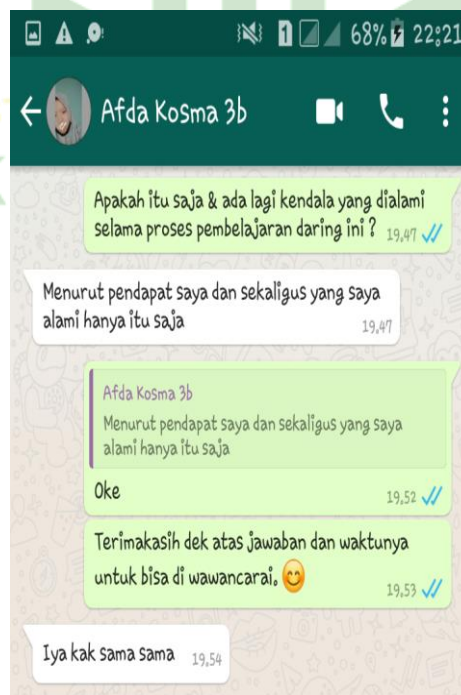 1 68% 22:21
Afda Kosma 3b
Apakah itu saja & ada lagi kendala yang dialami
selama proses pembelajaran daring ini ? 19.47
Menurut pendapat saya dan sekaligus yang saya
alami hanya itu saja 19.47
Afda Kosma 3b
Menurut pendapat saya dan sekaligus yang saya
alami hanya itu saja
Oke 19.52
Terimakasih dek atas jawaban dan waktunya
untuk bisa di wawancarai. 😊 19.53
Iya kak sama sama 19.54